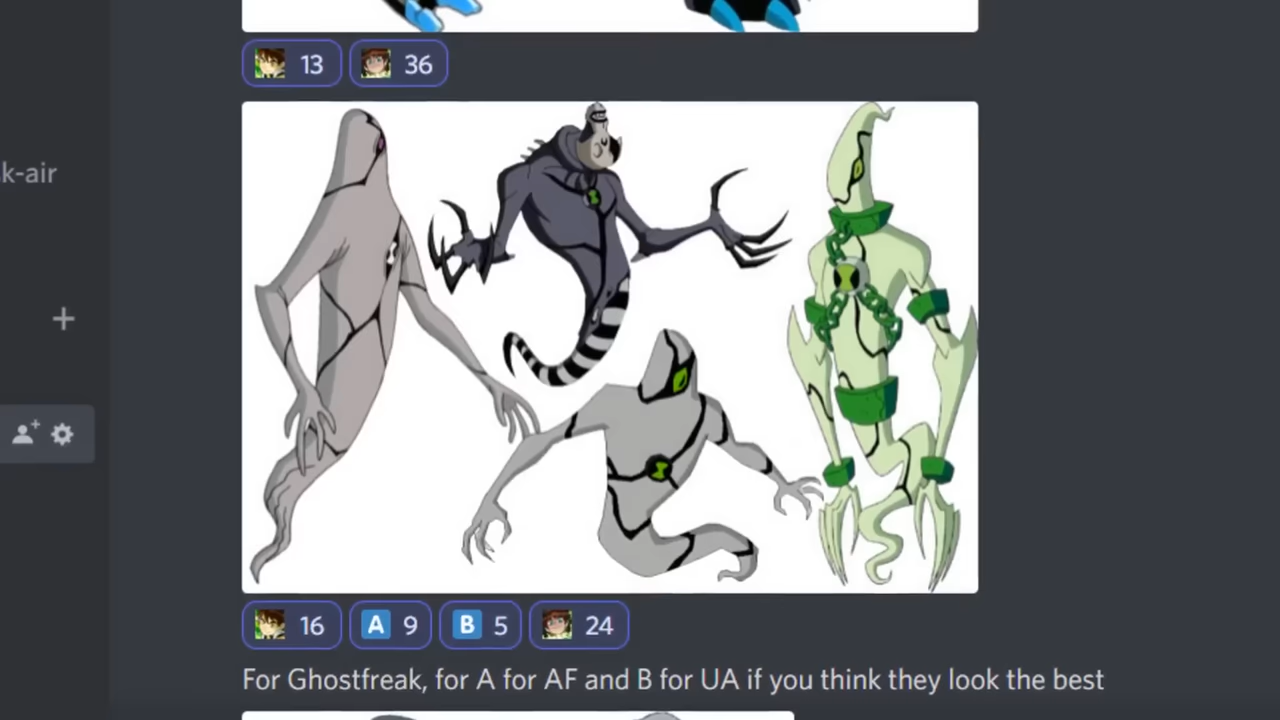 13 36
k-air
16 A 9 B 5 24
For Ghostfreak, for A for AF and B for UA if you think they look the best